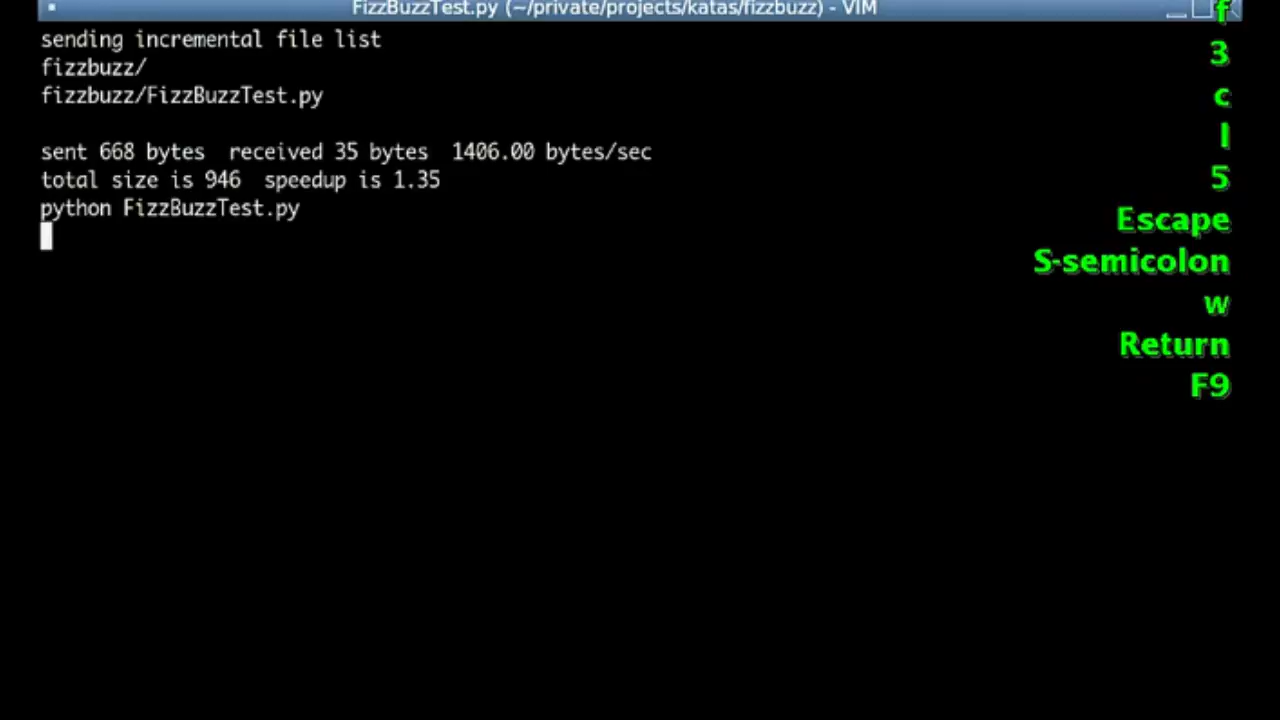 FizzBuzzTest.py (~/private/projects/katas/fizzbuzz) - VIM
sending incremental file list
fizzbuzz/
fizzbuzz/FizzBuzzTest.py
sent 668 bytes  received 35 bytes  1406.00 bytes/sec
total size is 946  speedup is 1.35
python FizzBuzzTest.py
f
3
c
l
5
Escape
S-semicolon
w
Return
F9